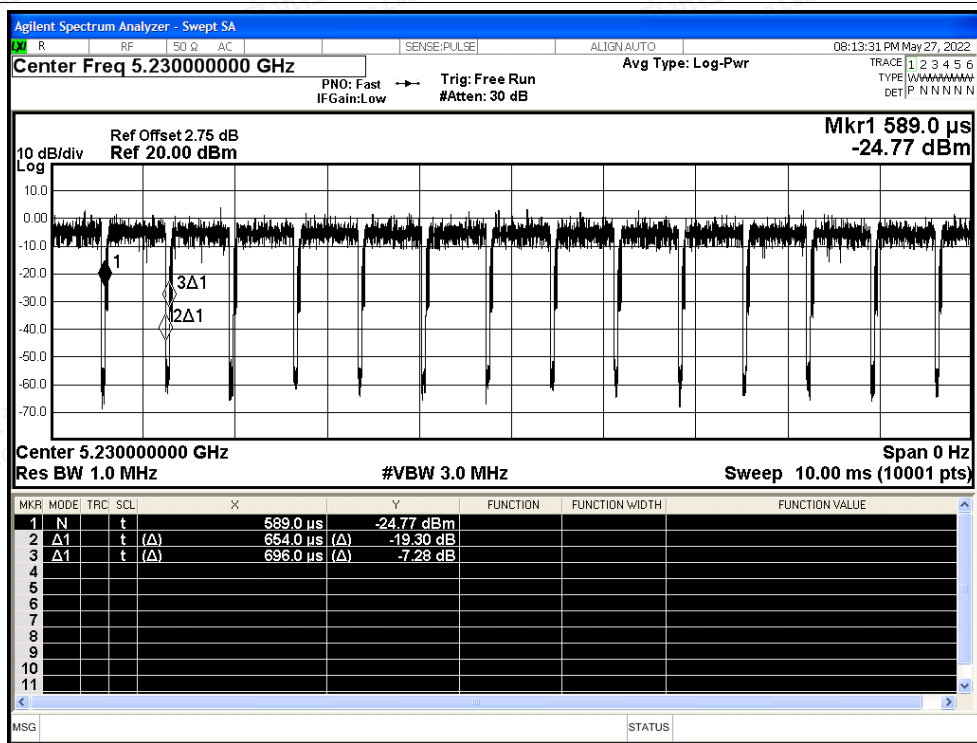 Agilent Spectrum Analyzer - Swept SA
LXI R RF 50 Ω AC SENSE:PULSE ALIGN AUTO 08:13:31 PM May 27, 2022
Center Freq 5.230000000 GHz Avg Type: Log-Pwr TRACE 1 2 3 4 5 6
PNO: Fast Trig: Free Run TYPE WWWWWW
IFGain:Low #Atten: 30 dB DET P N N N N N
Mkr1 589.0 µs
Ref Offset 2.75 dB
10 dB/div Ref 20.00 dBm -24.77 dBm
Log
10.0
0.00
-10.0
1
-20.0
3Δ1
-30.0
2Δ1
-40.0
-50.0
-60.0
-70.0
Center 5.230000000 GHz Span 0 Hz
Res BW 1.0 MHz #VBW 3.0 MHz Sweep 10.00 ms (10001 pts)
MKR MODE TRC SCL X Y FUNCTION FUNCTION WIDTH FUNCTION VALUE
1 N t 589.0 µs -24.77 dBm
2 Δ1 t (Δ) 654.0 µs (Δ) -19.30 dB
3 Δ1 t (Δ) 696.0 µs (Δ) -7.28 dB
4
5
6
7
8
9
10
11
MSG STATUS